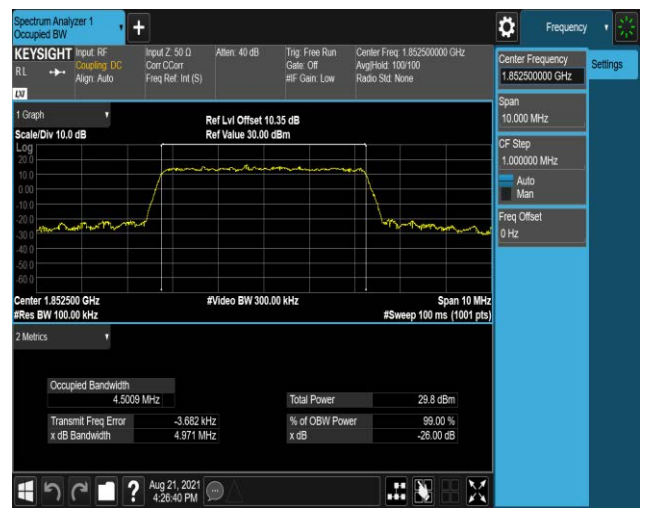 Spectrum Analyzer 1
Occupied BW
+
Frequency
KEYSIGHT
Input: RF
Input Z: 50 Ω
Atten: 40 dB
Trig: Free Run
Center Freq: 1.852500000 GHz
RL
Coupling: DC
Corr CCorr
Gate: Off
Avg|Hold: 100/100
Align: Auto
Freq Ref: Int (S)
#IF Gain: Low
Radio Std: None
LXI
Center Frequency
1.852500000 GHz
Settings
Span
10.000 MHz
CF Step
1.000000 MHz
Auto
Man
Freq Offset
0 Hz
1 Graph
Ref Lvl Offset 10.35 dB
Scale/Div 10.0 dB
Ref Value 30.00 dBm
Log
20.0
10.0
0.00
-10.0
-20.0
-30.0
-40.0
-50.0
-60.0
Center 1.852500 GHz
#Video BW 300.00 kHz
Span 10 MHz
#Res BW 100.00 kHz
#Sweep 100 ms (1001 pts)
2 Metrics
Occupied Bandwidth
4.5009 MHz
Total Power
29.8 dBm
Transmit Freq Error
-3.682 kHz
% of OBW Power
99.00 %
x dB Bandwidth
4.971 MHz
x dB
-26.00 dB
?
Aug 21, 2021
4:26:40 PM